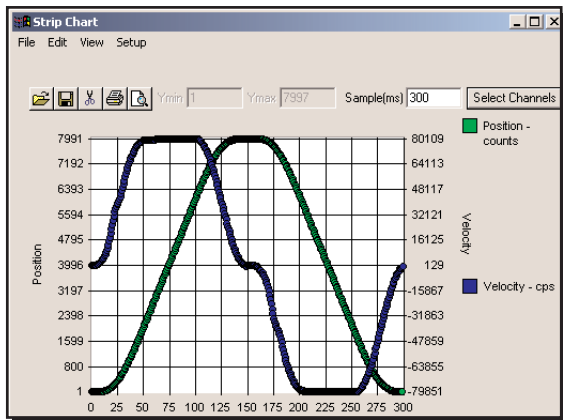 Strip Chart
File Edit View Setup
Ymin 1 Ymax 7997 Sample(ms) 300 Select Channels
Position - counts
Velocity - cps
Position
7991
7192
6393
5594
4795
3996
3197
2398
1599
800
1
80109
64113
48117
32121
16125
129
-15867
-31863
-47859
-63855
-79851
Velocity
0 25 50 75 100 125 150 175 200 225 250 275 300